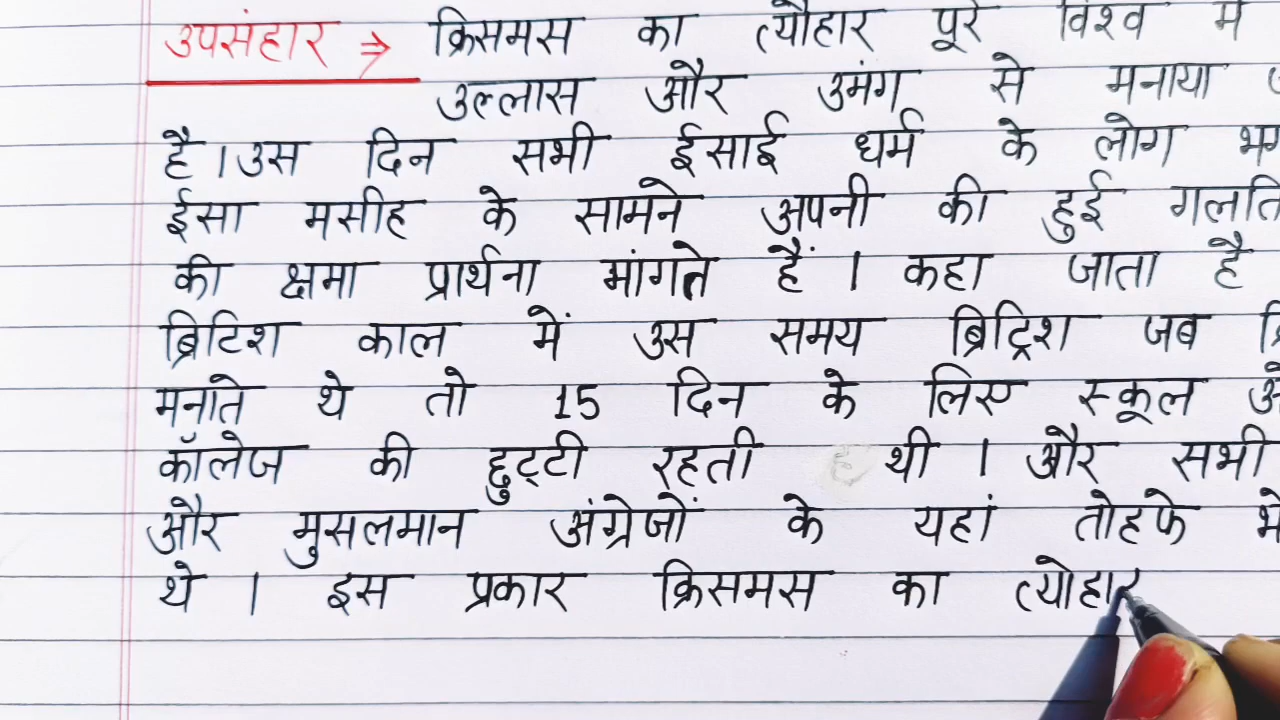 उपसंहार ⇒ क्रिसमस का त्यौहार पूरे विश्व में
उल्लास और उमंग से मनाया
है । उस दिन सभी ईसाई धर्म के लोग
ईसा मसीह के सामने अपनी की हुई
की क्षमा प्रार्थना मांगते हैं । कहा जाता है
ब्रिटिश काल में उस समय ब्रिट्रिश जब
मनाते थे तो 15 दिन के लिए स्कूल
कॉलेज की छुट्टी रहती थी । और सभी
और मुसलमान अंग्रेजों के यहां तोहफे
थे । इस प्रकार क्रिसमस का त्योहार